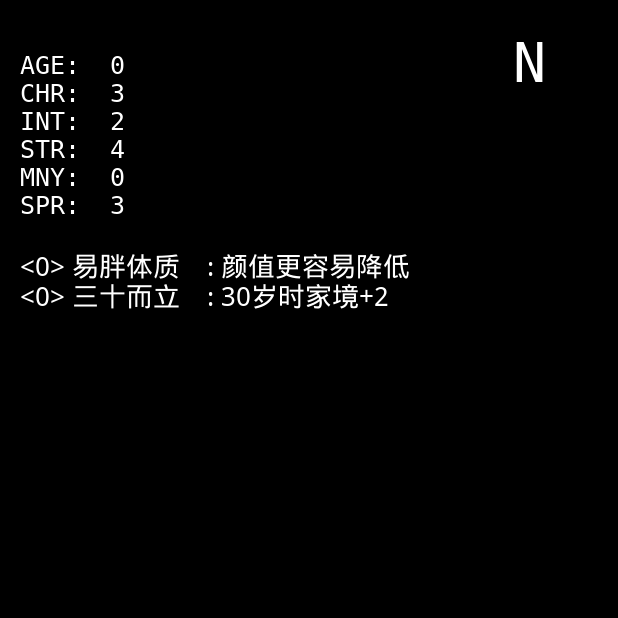 N
AGE: 0
CHR: 3
INT: 2
STR: 4
MNY: 0
SPR: 3
<0> 易胖体质 : 颜值更容易降低
<0> 三十而立 : 30岁时家境+2